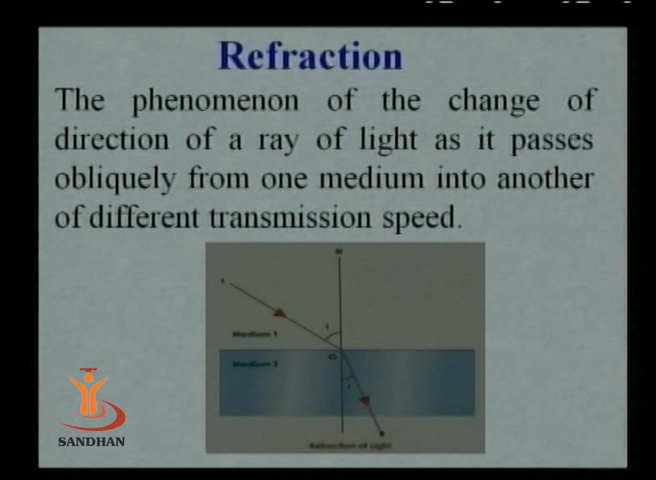 Refraction
The phenomenon of the change of
direction of a ray of light as it passes
obliquely from one medium into another
of different transmission speed.
N
i
Medium 1
O
Medium 2
r
Refraction of Light
SANDHAN